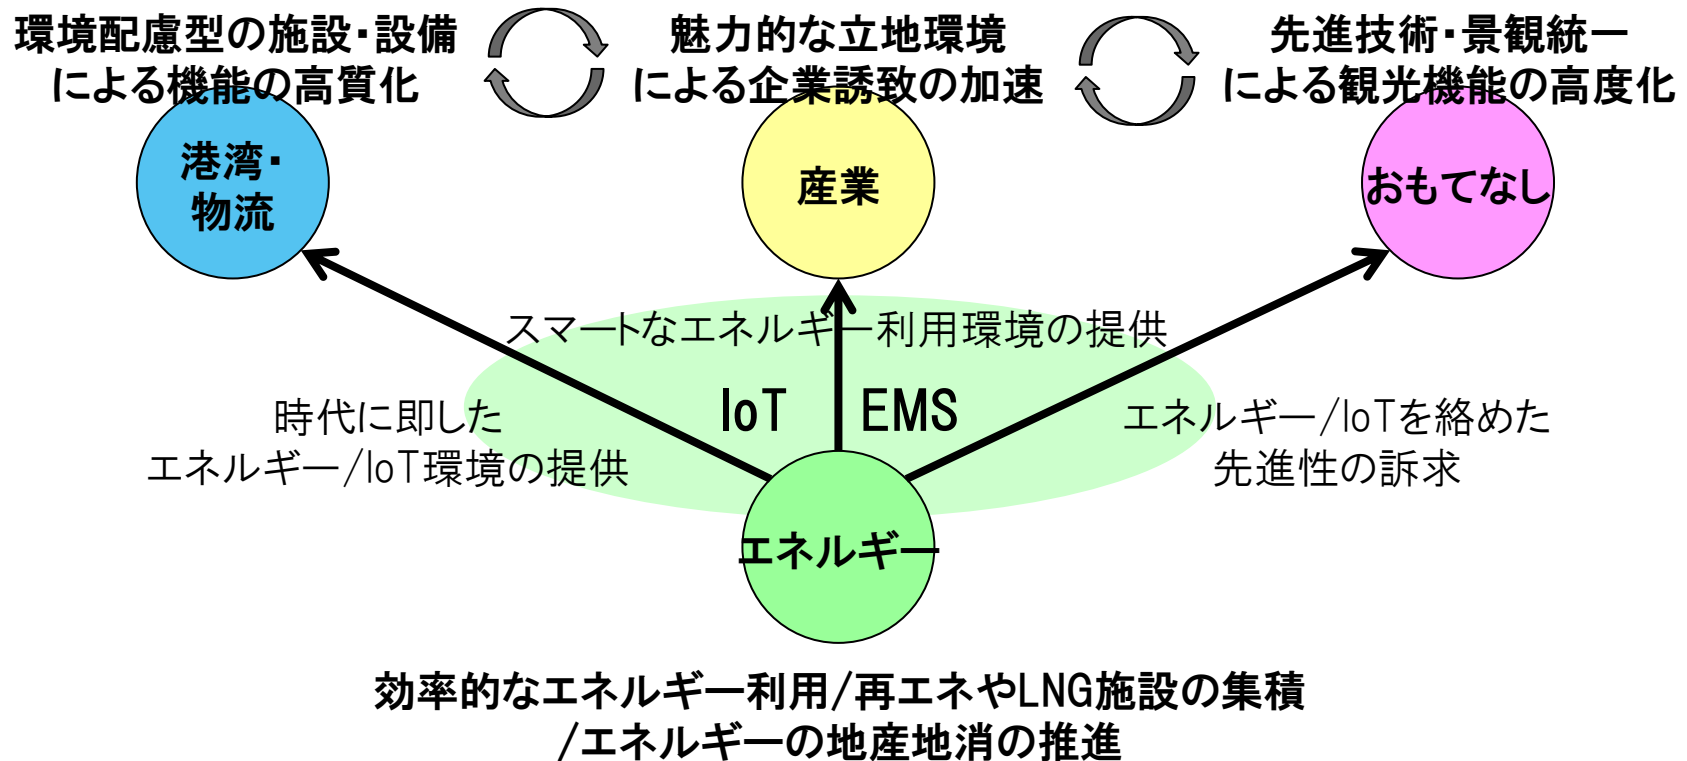 環境配慮型の施設・設備
による機能の高質化
魅力的な立地環境
による企業誘致の加速
先進技術・景観統一
による観光機能の高度化
港湾・
物流
産業
おもてなし
スマートなエネルギー利用環境の提供
IoT
EMS
時代に即した
エネルギー/IoT環境の提供
エネルギー/IoTを絡めた
先進性の訴求
エネルギー
効率的なエネルギー利用/再エネやLNG施設の集積
/エネルギーの地産地消の推進